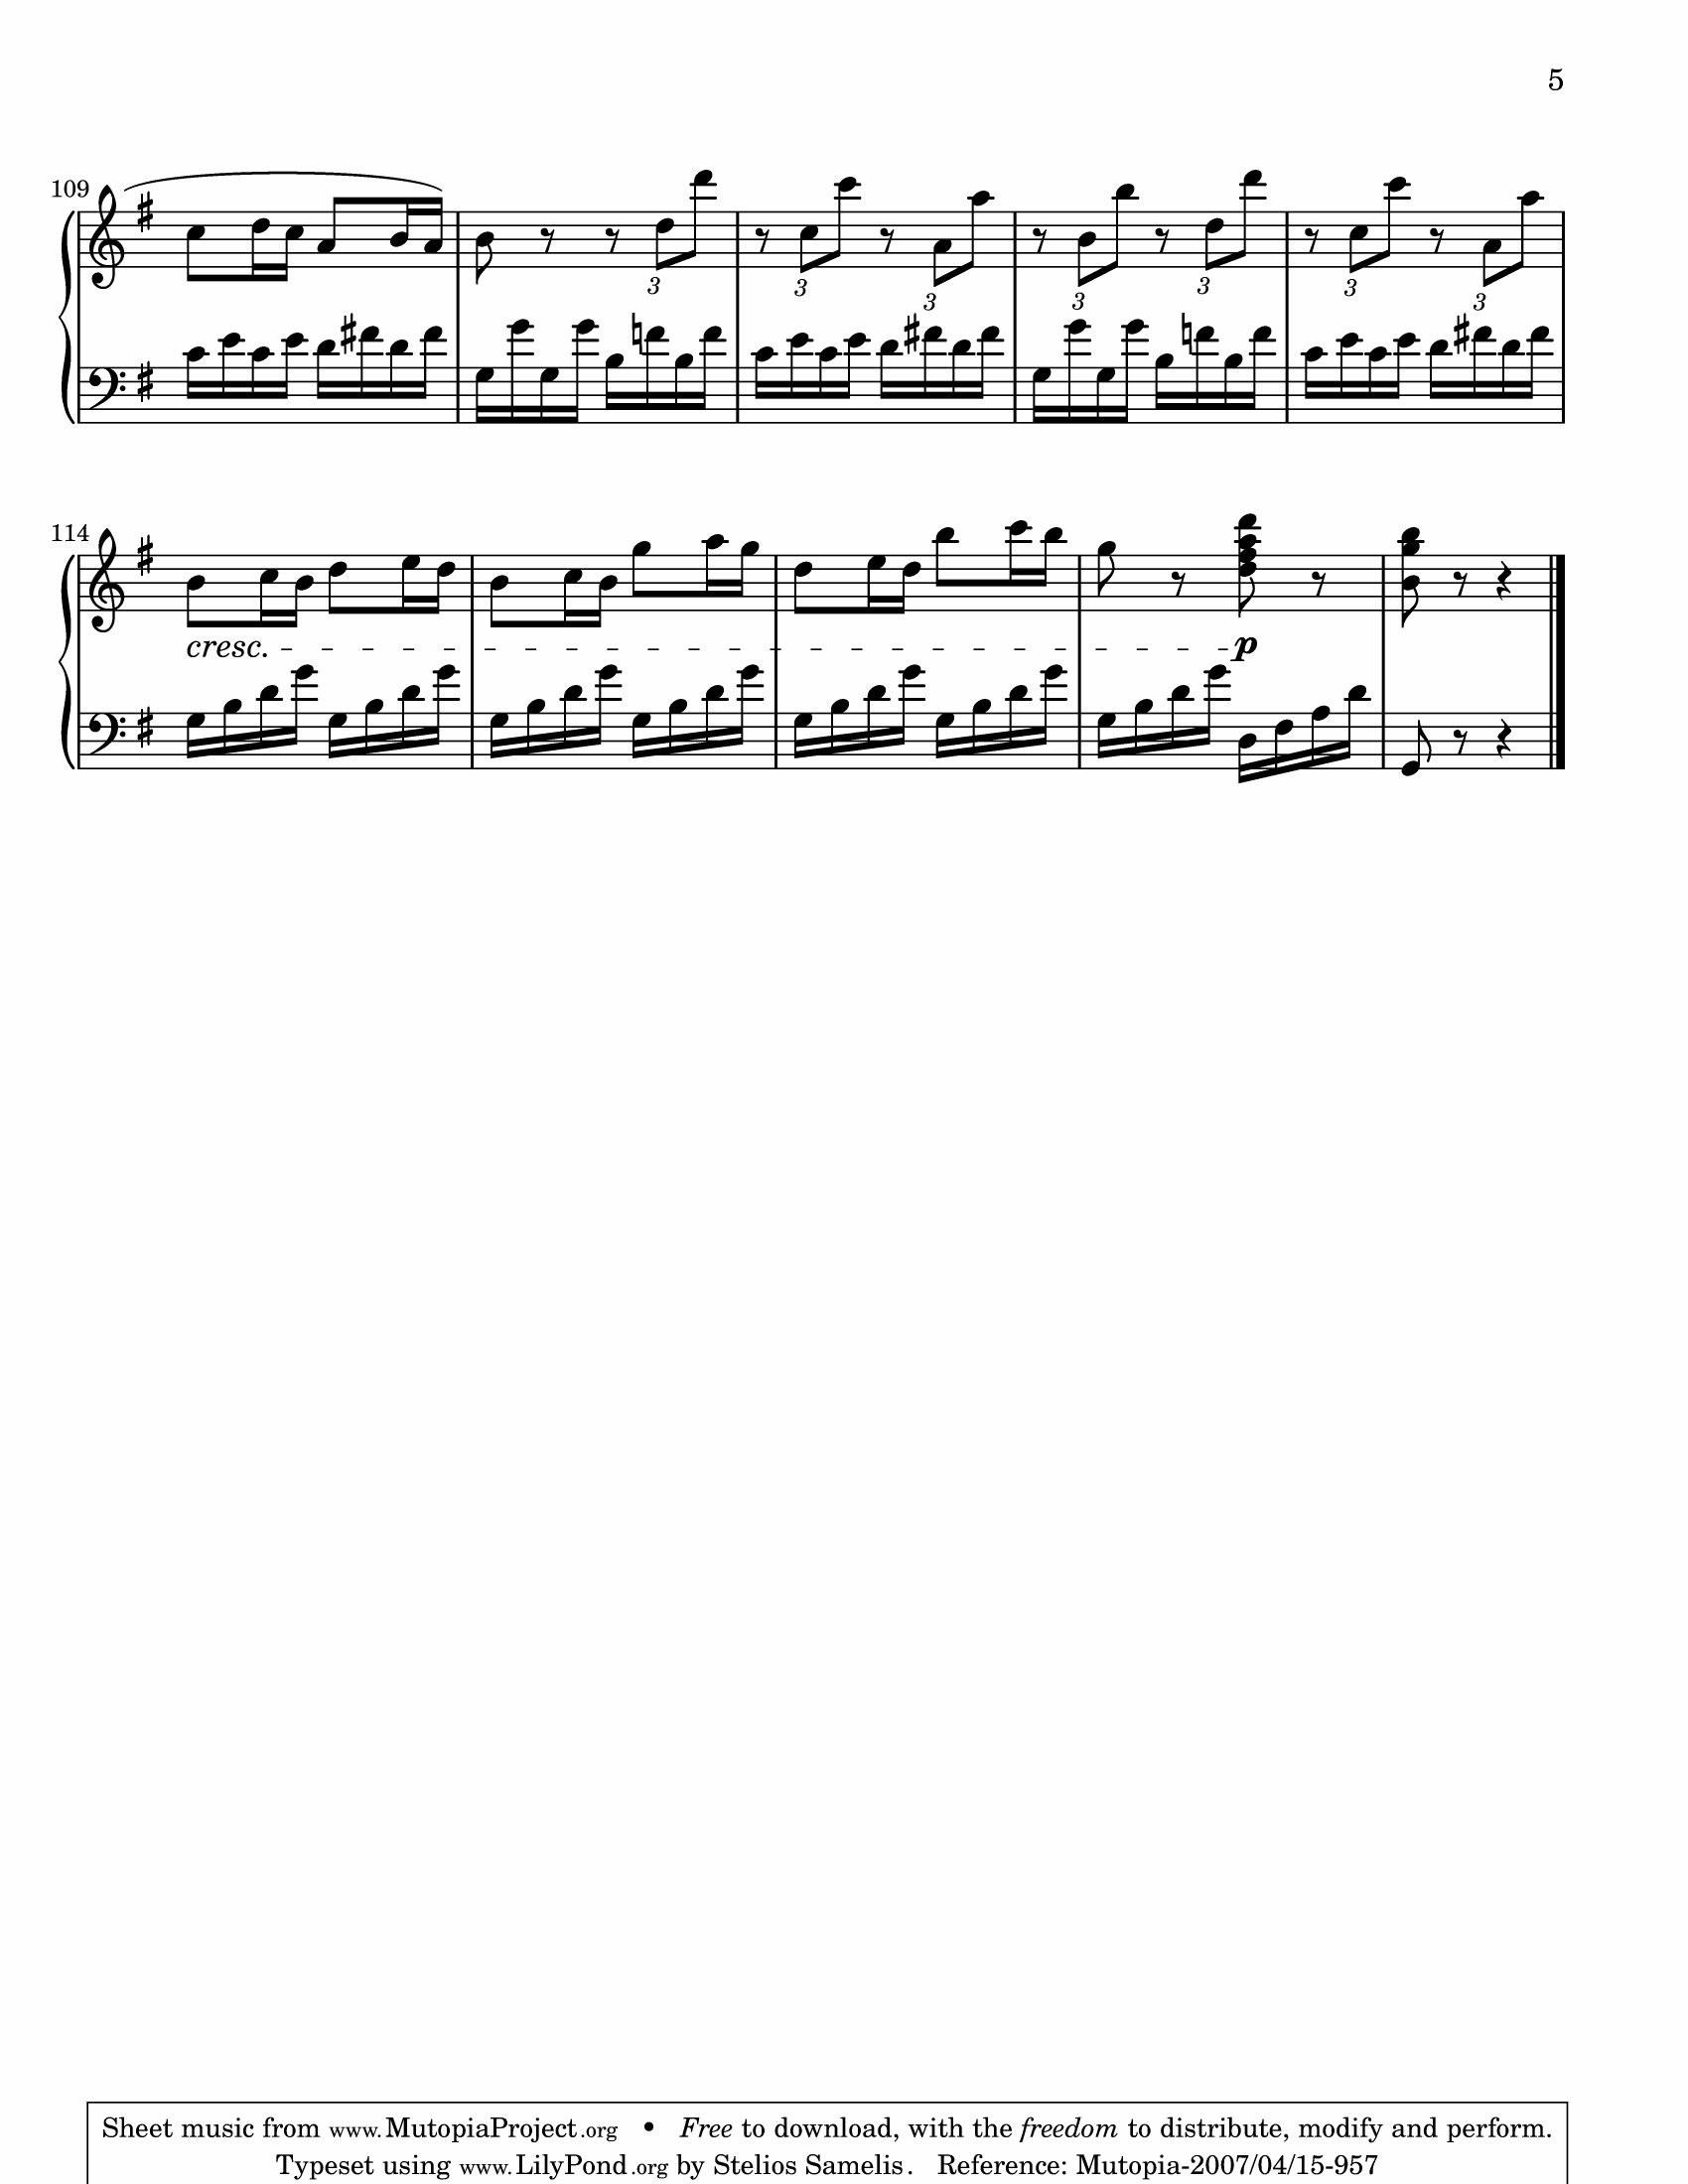 5
109
3 3 3 3 3 3 3
114
cresc. p
Sheet music from www.MutopiaProject.org • Free to download, with the freedom to distribute, modify and perform.
Typeset using www.LilyPond.org by Stelios Samelis. Reference: Mutopia-2007/04/15-957